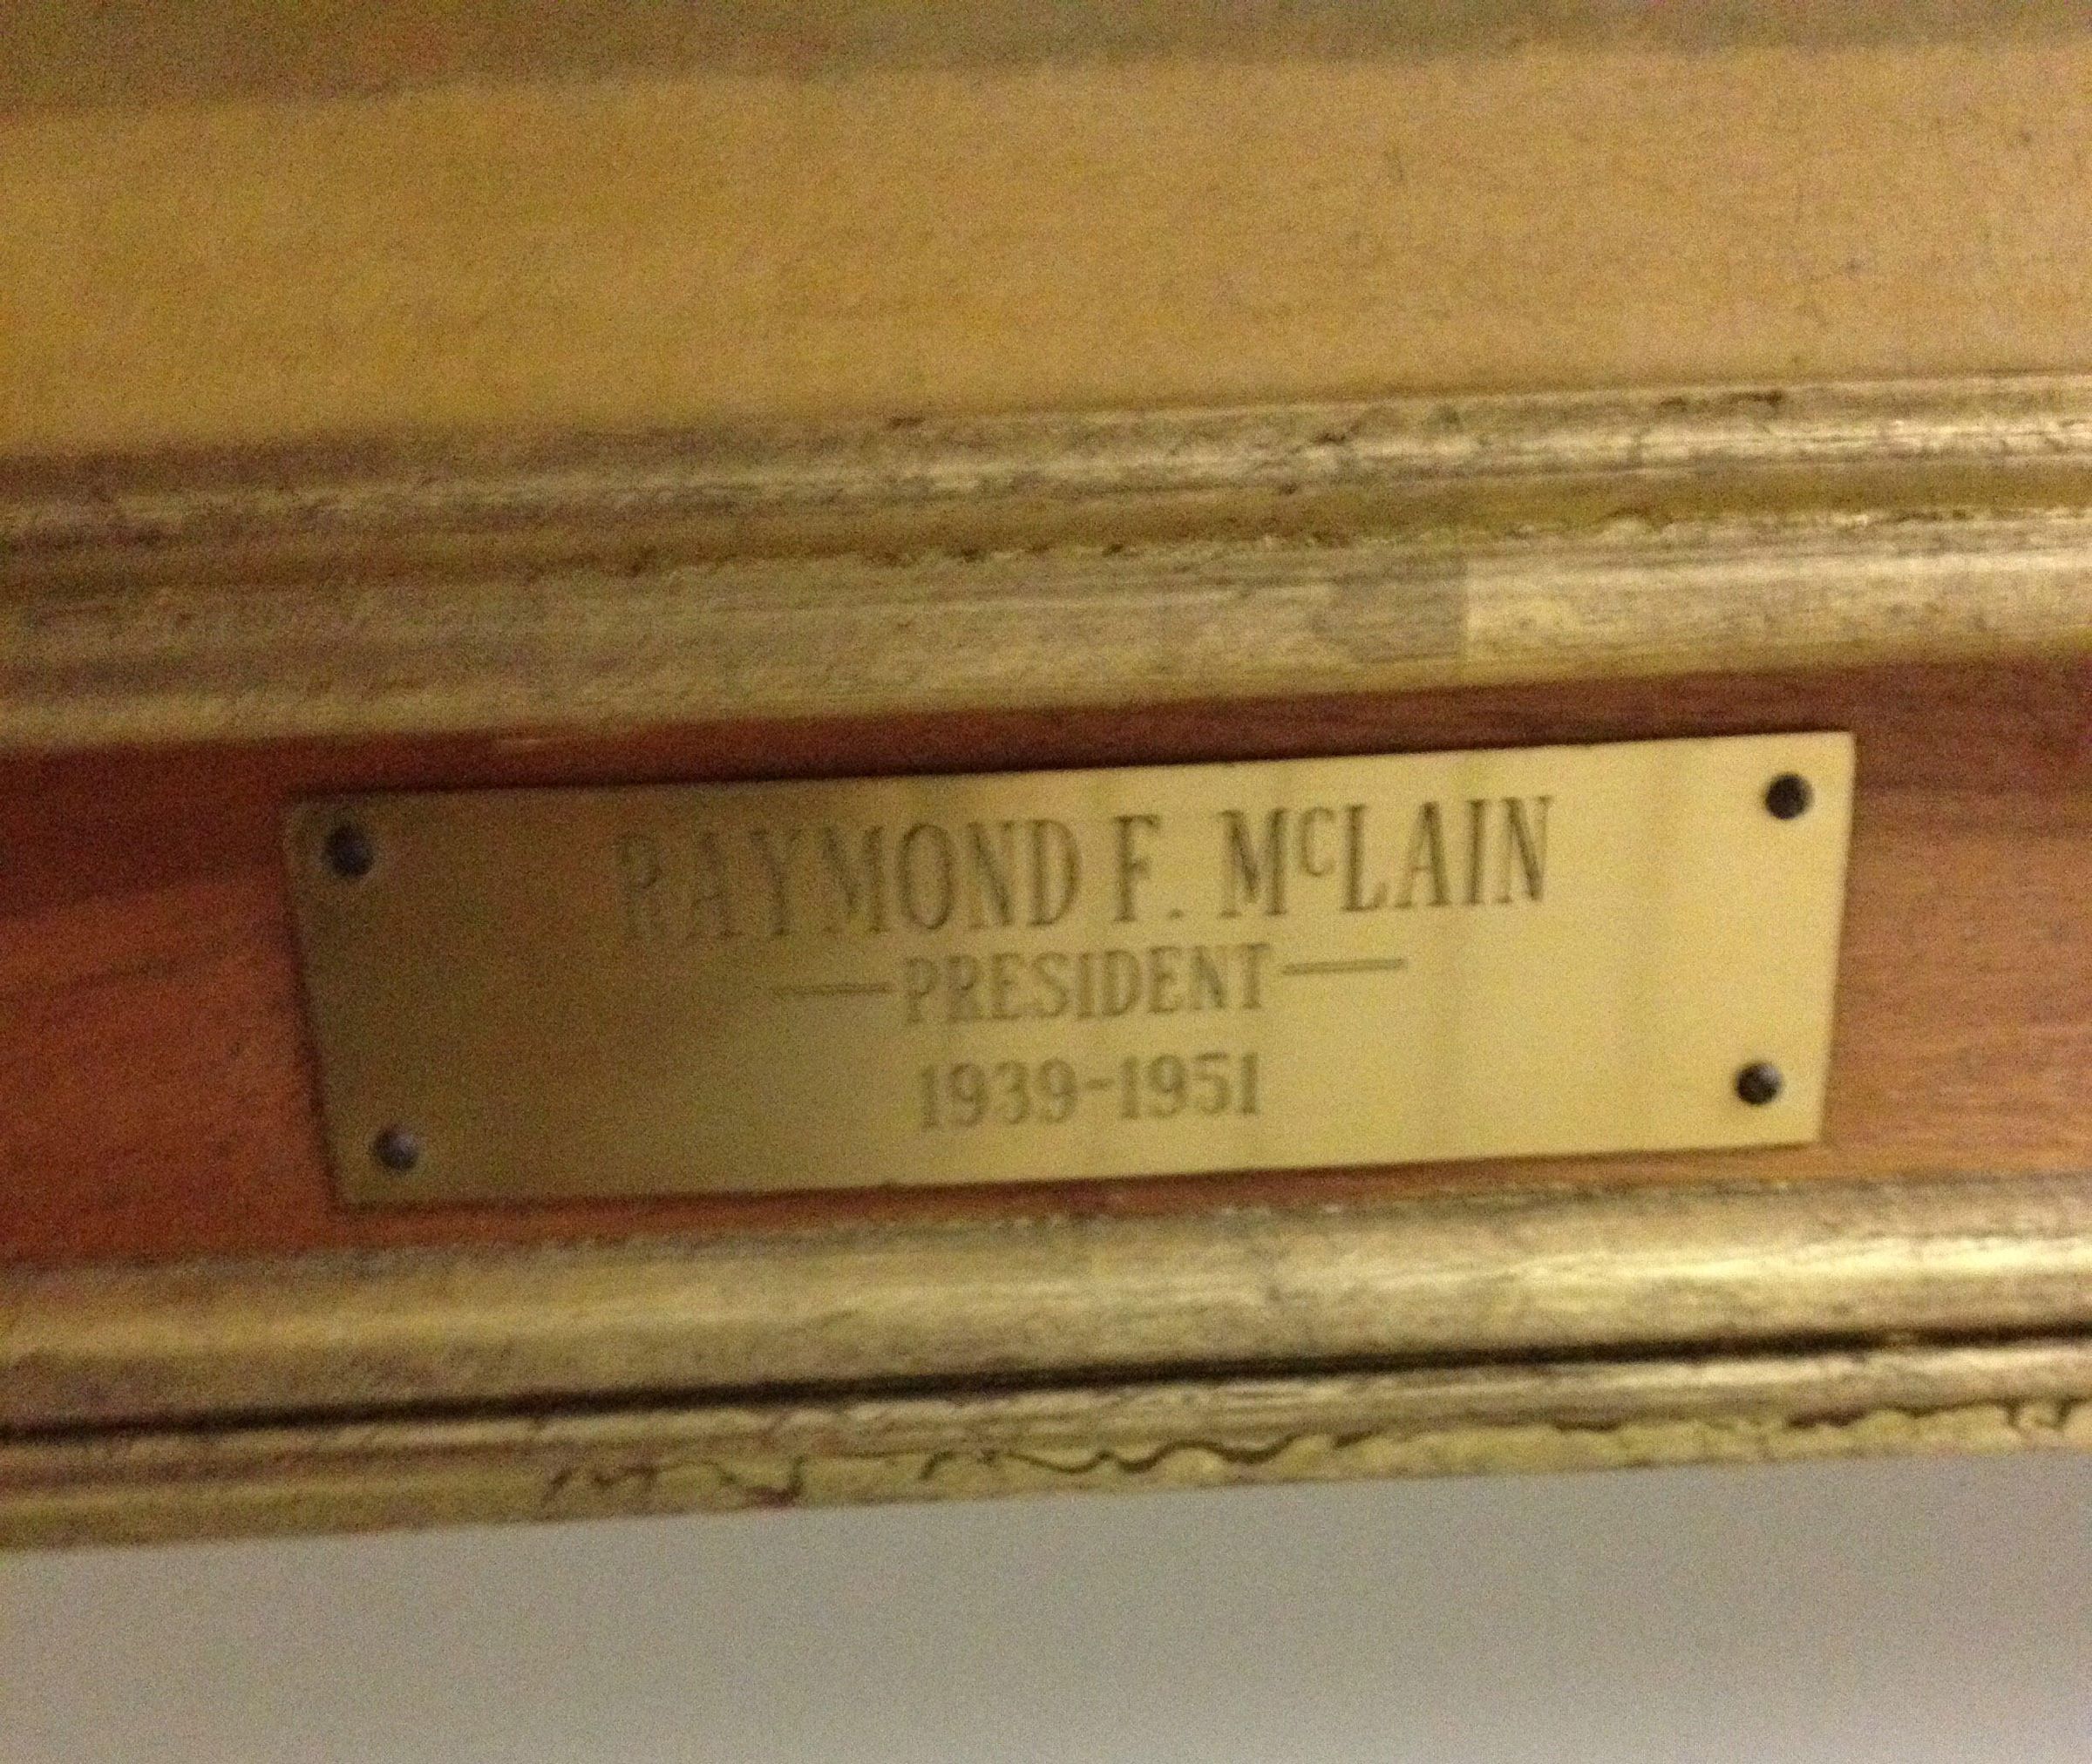 RAYMOND F. McLAIN
—PRESIDENT—
1939-1951